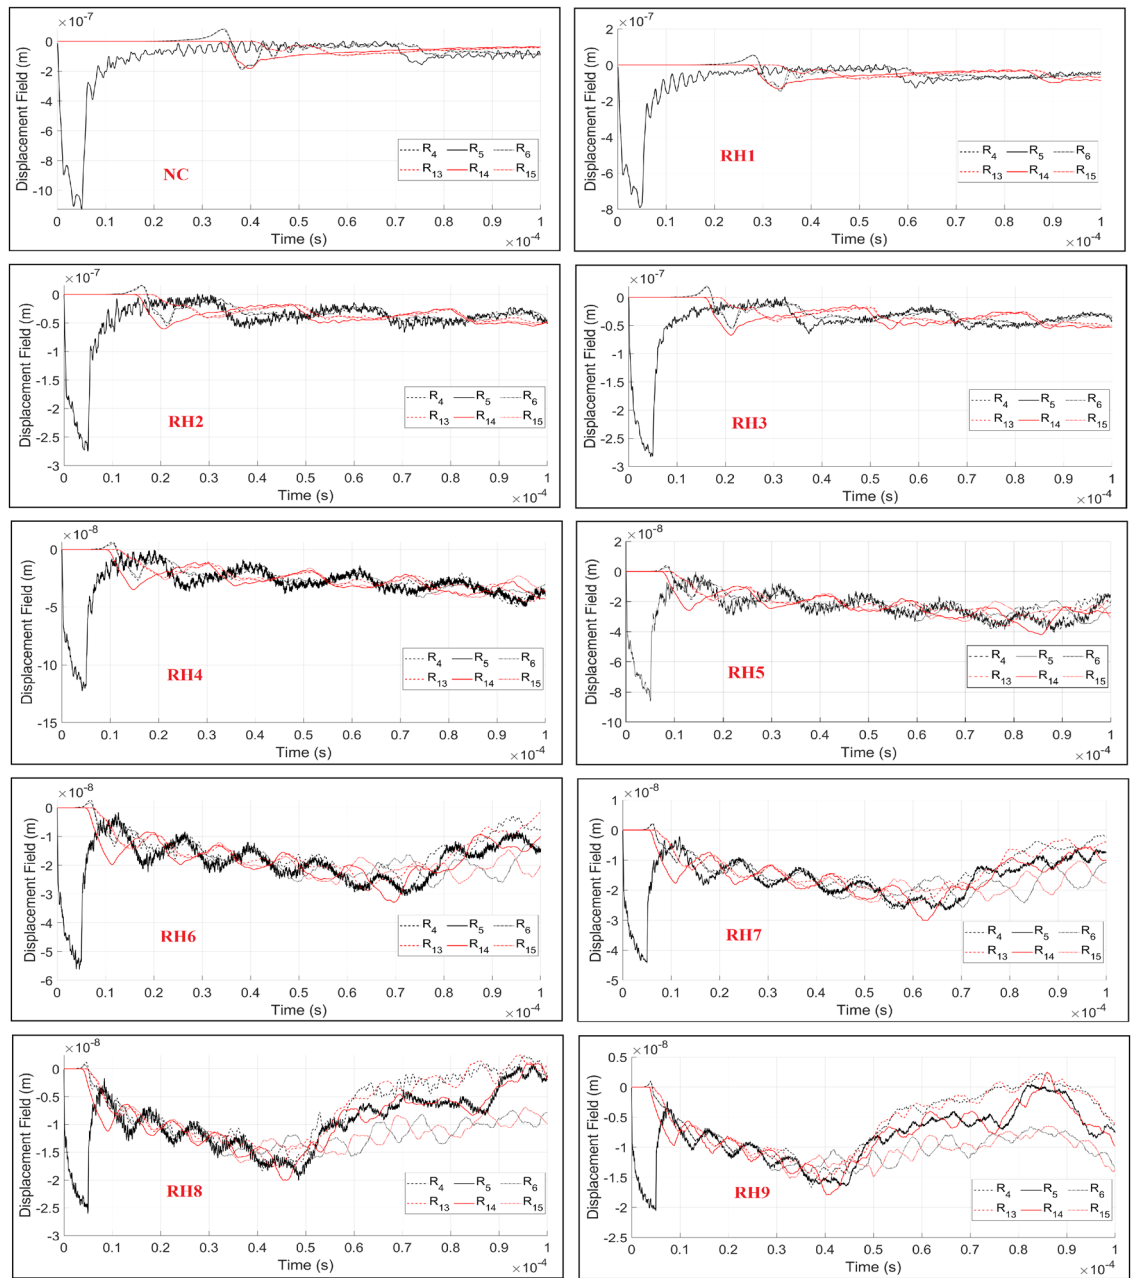 ×10⁻⁷
Displacement Field (m)
0
-2
-4
-6
-8
-10
NC
R₄ R₅ R₆
R₁₃ R₁₄ R₁₅
0 0.1 0.2 0.3 0.4 0.5 0.6 0.7 0.8 0.9 1
Time (s)
×10⁻⁴
×10⁻⁷
Displacement Field (m)
2
0
-2
-4
-6
-8
RH1
R₄ R₅ R₆
R₁₃ R₁₄ R₁₅
0 0.1 0.2 0.3 0.4 0.5 0.6 0.7 0.8 0.9 1
Time (s)
×10⁻⁴
×10⁻⁷
Displacement Field (m)
0
-0.5
-1
-1.5
-2
-2.5
-3
RH2
R₄ R₅ R₆
R₁₃ R₁₄ R₁₅
0 0.1 0.2 0.3 0.4 0.5 0.6 0.7 0.8 0.9 1
Time (s)
×10⁻⁴
×10⁻⁷
Displacement Field (m)
0
-0.5
-1
-1.5
-2
-2.5
-3
RH3
R₄ R₅ R₆
R₁₃ R₁₄ R₁₅
0 0.1 0.2 0.3 0.4 0.5 0.6 0.7 0.8 0.9 1
Time (s)
×10⁻⁴
×10⁻⁸
Displacement Field (m)
0
-5
-10
-15
RH4
R₄ R₅ R₆
R₁₃ R₁₄ R₁₅
0 0.1 0.2 0.3 0.4 0.5 0.6 0.7 0.8 0.9 1
Time (s)
×10⁻⁴
×10⁻⁸
Displacement Field (m)
2
0
-2
-4
-6
-8
-10
RH5
R₄ R₅ R₆
R₁₃ R₁₄ R₁₅
0 0.1 0.2 0.3 0.4 0.5 0.6 0.7 0.8 0.9 1
Time (s)
×10⁻⁴
×10⁻⁸
Displacement Field (m)
0
-1
-2
-3
-4
-5
-6
RH6
R₄ R₅ R₆
R₁₃ R₁₄ R₁₅
0 0.1 0.2 0.3 0.4 0.5 0.6 0.7 0.8 0.9 1
Time (s)
×10⁻⁴
×10⁻⁸
Displacement Field (m)
1
0
-1
-2
-3
-4
-5
RH7
R₄ R₅ R₆
R₁₃ R₁₄ R₁₅
0 0.1 0.2 0.3 0.4 0.5 0.6 0.7 0.8 0.9 1
Time (s)
×10⁻⁴
×10⁻⁸
Displacement Field (m)
0
-0.5
-1
-1.5
-2
-2.5
-3
RH8
R₄ R₅ R₆
R₁₃ R₁₄ R₁₅
0 0.1 0.2 0.3 0.4 0.5 0.6 0.7 0.8 0.9 1
Time (s)
×10⁻⁴
×10⁻⁸
Displacement Field (m)
0.5
0
-0.5
-1
-1.5
-2
-2.5
RH9
R₄ R₅ R₆
R₁₃ R₁₄ R₁₅
0 0.1 0.2 0.3 0.4 0.5 0.6 0.7 0.8 0.9 1
Time (s)
×10⁻⁴